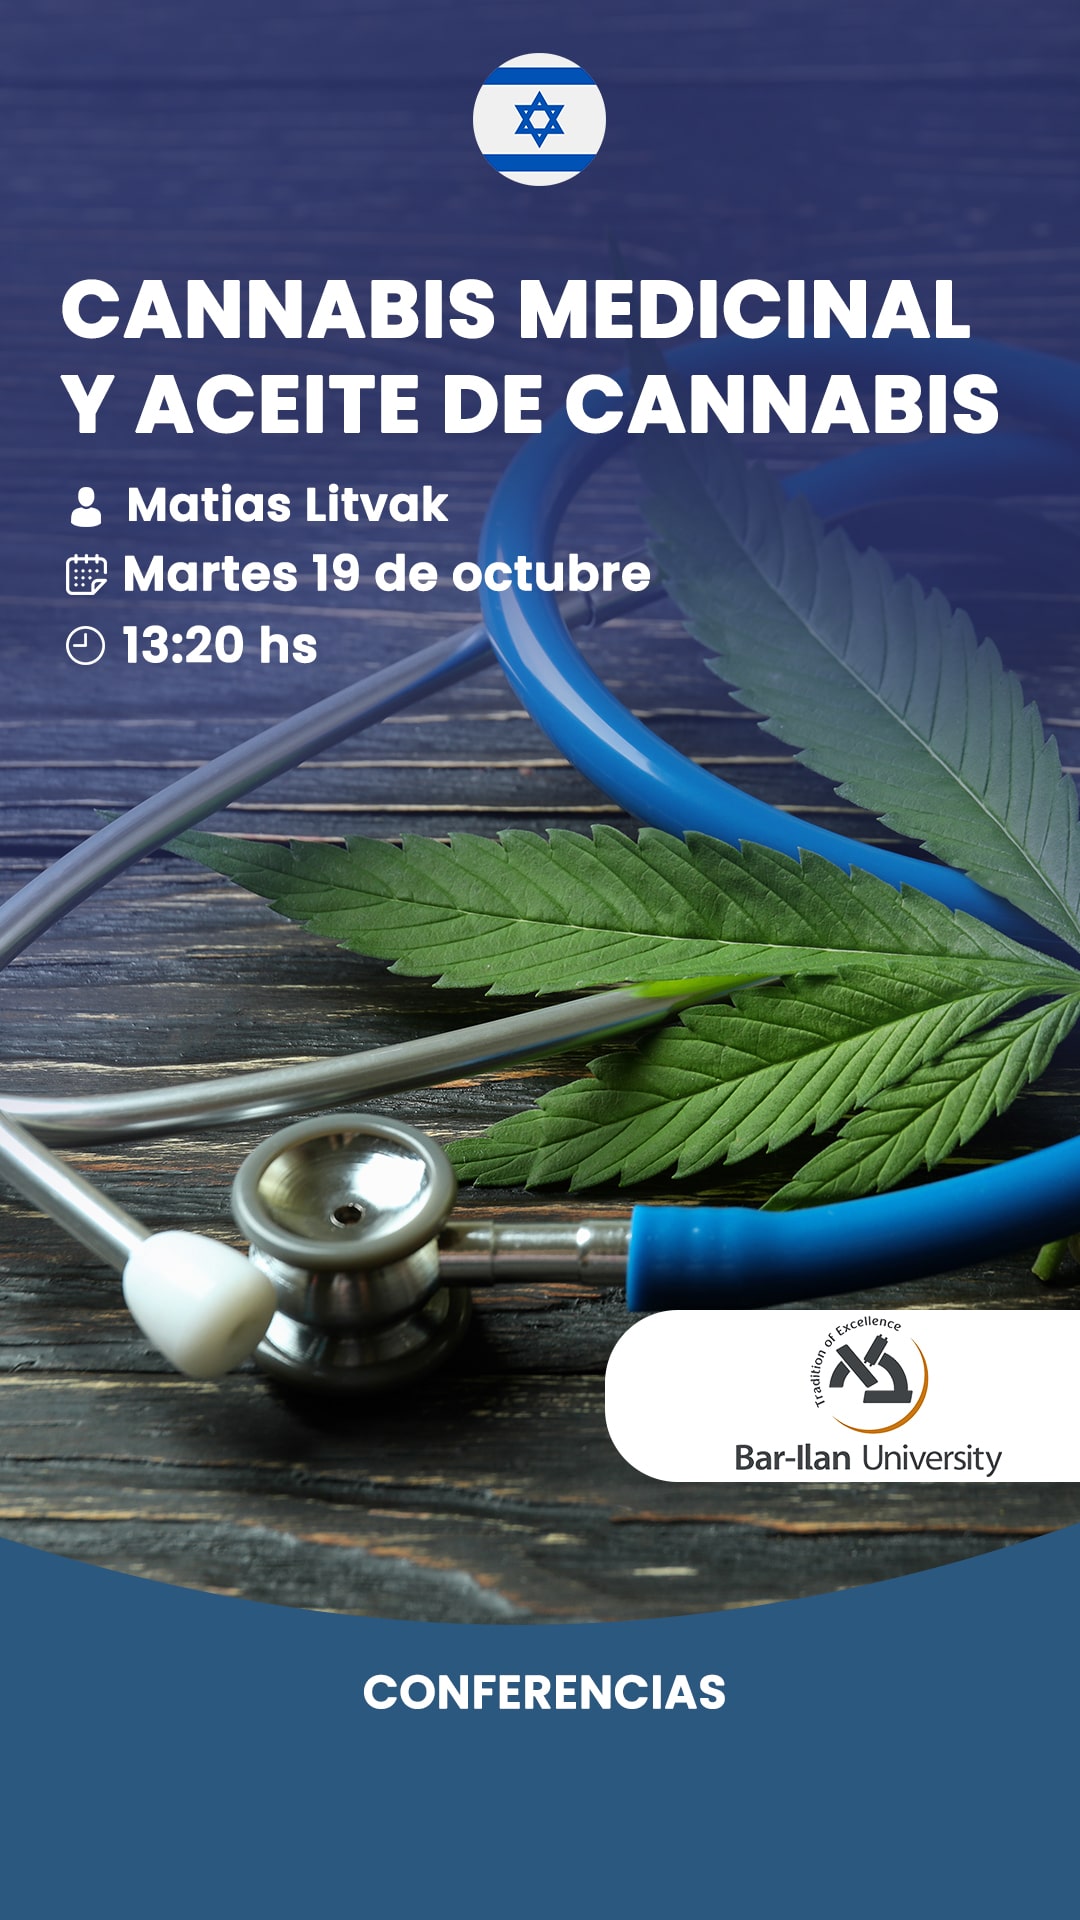 CANNABIS MEDICINAL
Y ACEITE DE CANNABIS
Matias Litvak
Martes 19 de octubre
13:20 hs
Tradition of Excellence
Bar-Ilan University
CONFERENCIAS